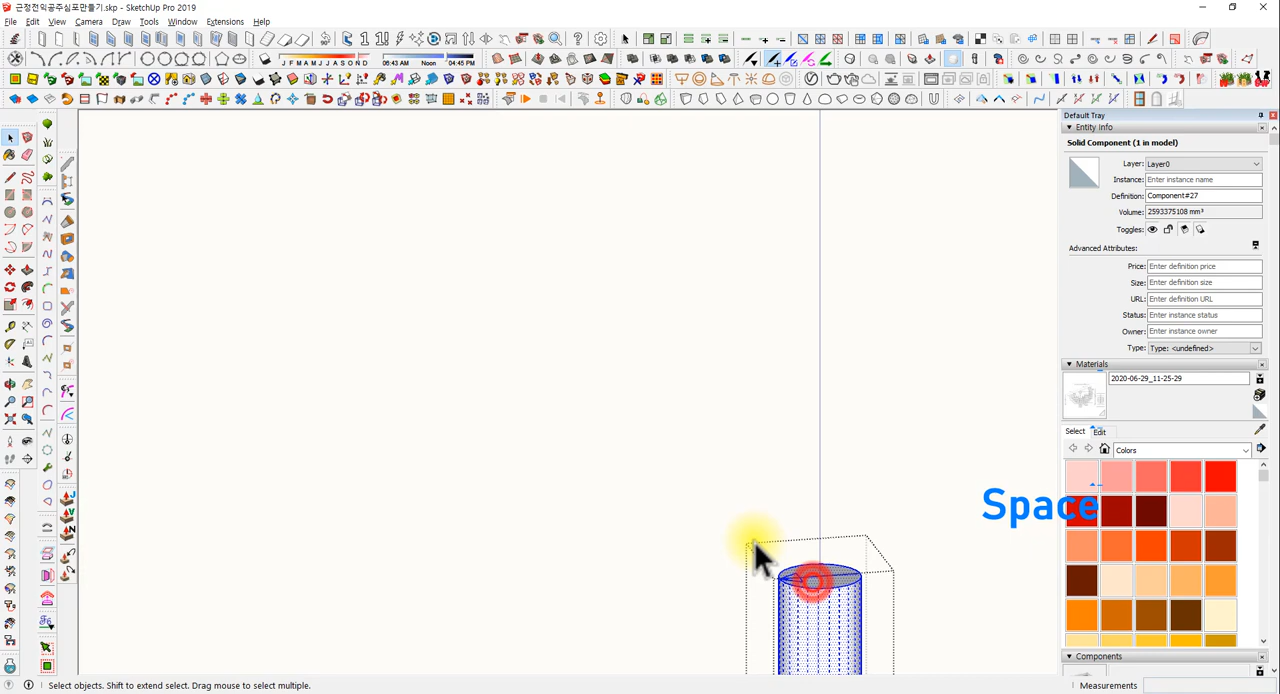 근정전익공주심포만들기.skp - SketchUp Pro 2019
File Edit View Camera Draw Tools Window Extensions Help
J F M A M J J A S O N D 06:43 AM Noon 04:45 PM
Default Tray
Entity Info
Solid Component (1 in model)
Layer: Layer0
Instance: Enter instance name
Definition: Component#27
Volume: 2593375108 mm³
Toggles:
Advanced Attributes:
Price: Enter definition price
Size: Enter definition size
URL: Enter definition URL
Status: Enter definition status
Owner: Enter instance owner
Type: Type: <undefined>
Materials
2020-06-29_11-25-29
Select Edit
Colors
Space
Components
Select objects. Shift to extend select. Drag mouse to select multiple.
Measurements